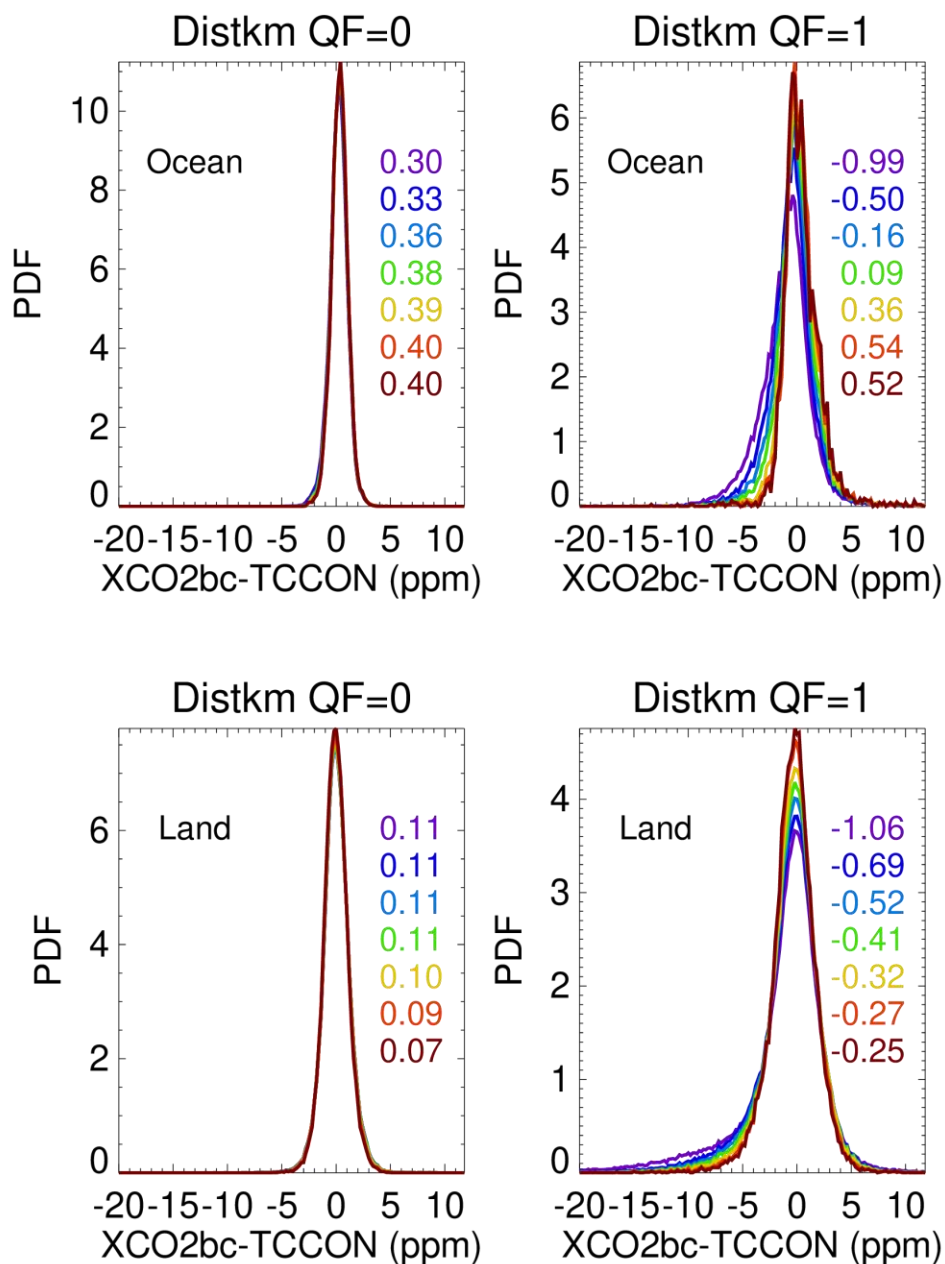 Distkm QF=0
10
8
6
4
2
0
PDF
Ocean
0.30
0.33
0.36
0.38
0.39
0.40
0.40
-20 -15 -10 -5 0 5 10
XCO2bc-TCCON (ppm)
Distkm QF=1
6
5
4
3
2
1
0
PDF
Ocean
-0.99
-0.50
-0.16
0.09
0.36
0.54
0.52
-20 -15 -10 -5 0 5 10
XCO2bc-TCCON (ppm)
Distkm QF=0
6
4
2
0
PDF
Land
0.11
0.11
0.11
0.11
0.10
0.09
0.07
-20 -15 -10 -5 0 5 10
XCO2bc-TCCON (ppm)
Distkm QF=1
4
3
2
1
0
PDF
Land
-1.06
-0.69
-0.52
-0.41
-0.32
-0.27
-0.25
-20 -15 -10 -5 0 5 10
XCO2bc-TCCON (ppm)